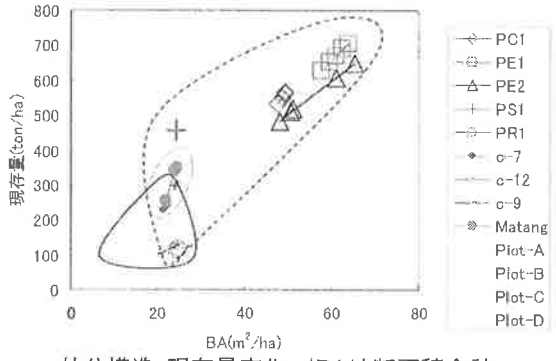 800
700
600
500
400
300
200
100
0
現存量(ton/ha)
0 20 40 60 80
BA(m²/ha)
PC1
PE1
PE2
PS1
PR1
c-7
c-12
c-9
Matang
Plot-A
Plot-B
Plot-C
Plot-D